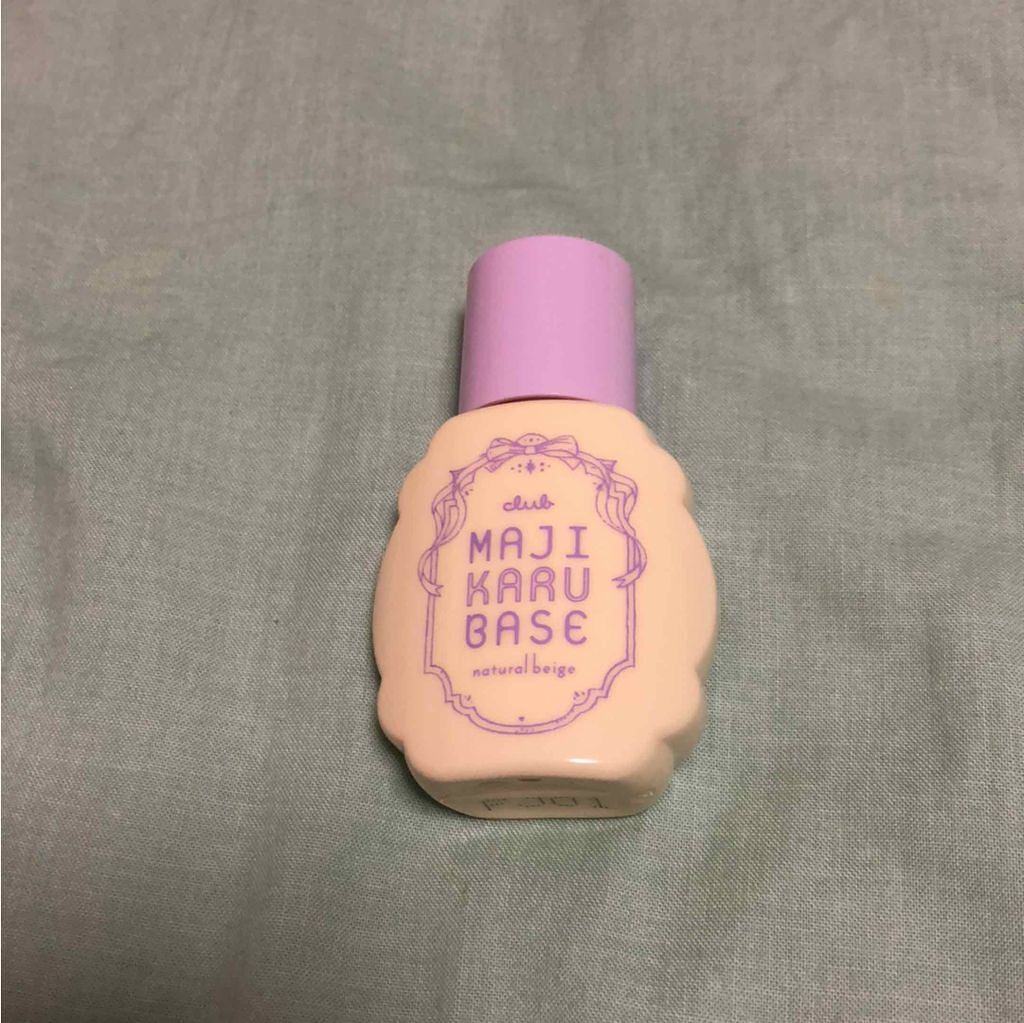 club
MAJI
KARU
BASE
natural beige